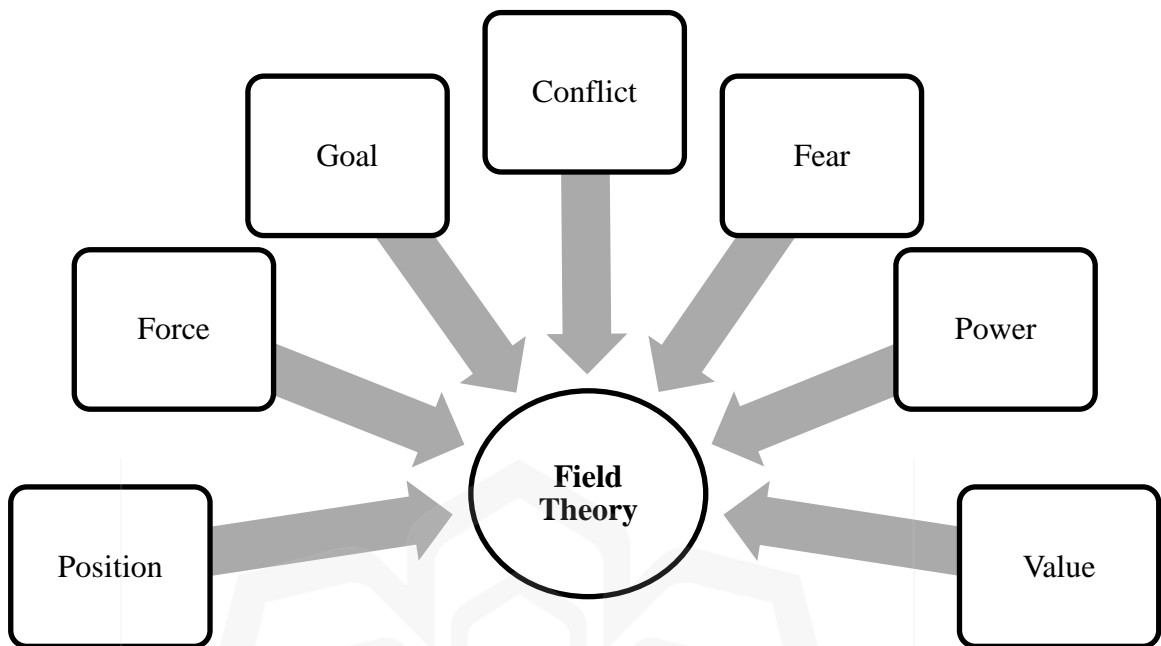 Conflict
Goal
Fear
Force
Power
Field
Theory
Position
Value